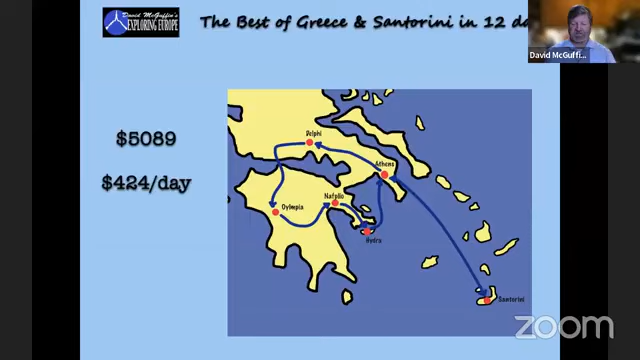 David McGuffin's
EXPLORING EUROPE
The Best of Greece & Santorini in 12 da
David McGuffi...
$5089
$424/day
Delphi
Athens
Olympia
Nafplio
Hydra
Santorini
zoom